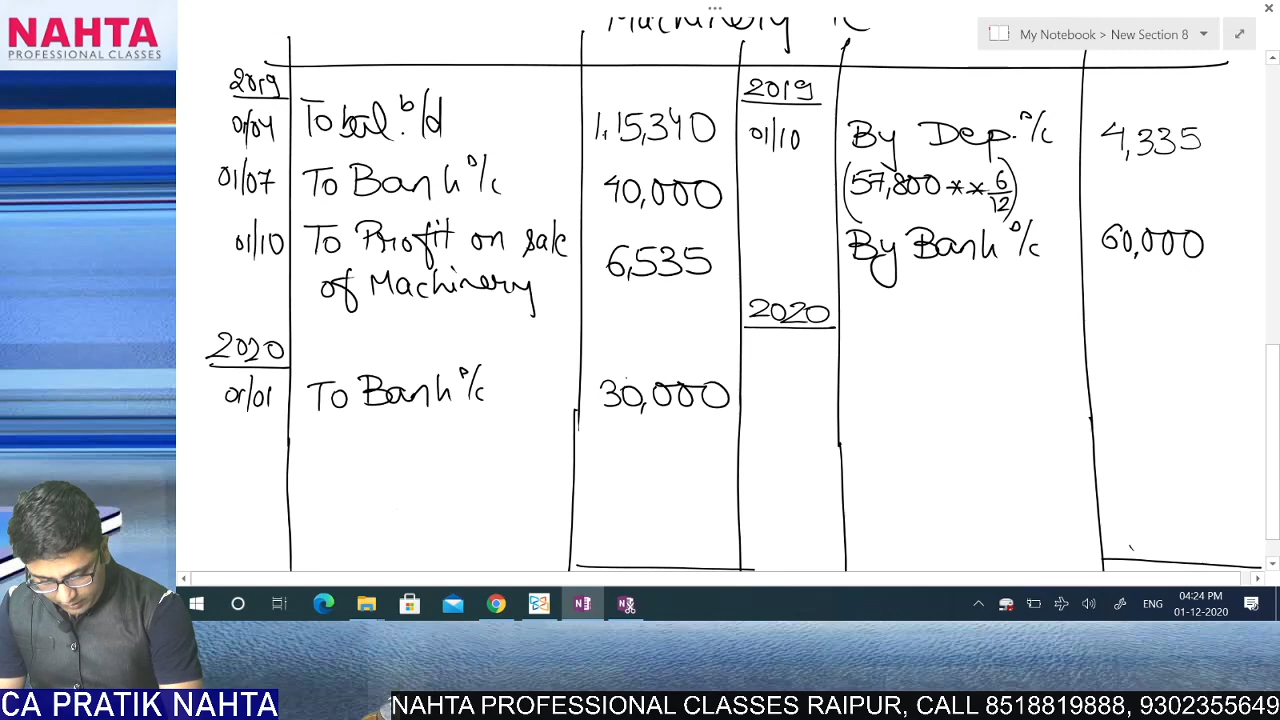 NAHTA
PROFESSIONAL CLASSES
My Notebook > New Section 8
Machinery A/c
2019
01/04 To bal. b/d 1,15,340
01/07 To Bank A/c 40,000
01/10 To Profit on sale
of Machinery 6,535
2020
01/01 To Bank A/c 30,000
2019
01/10 By Dep. A/c 4,335
(57,800 * * 6/12)
By Bank A/c 60,000
2020
ENG
04:24 PM
01-12-2020
CA PRATIK NAHTA
NAHTA PROFESSIONAL CLASSES RAIPUR, CALL 8518819888, 9302355649